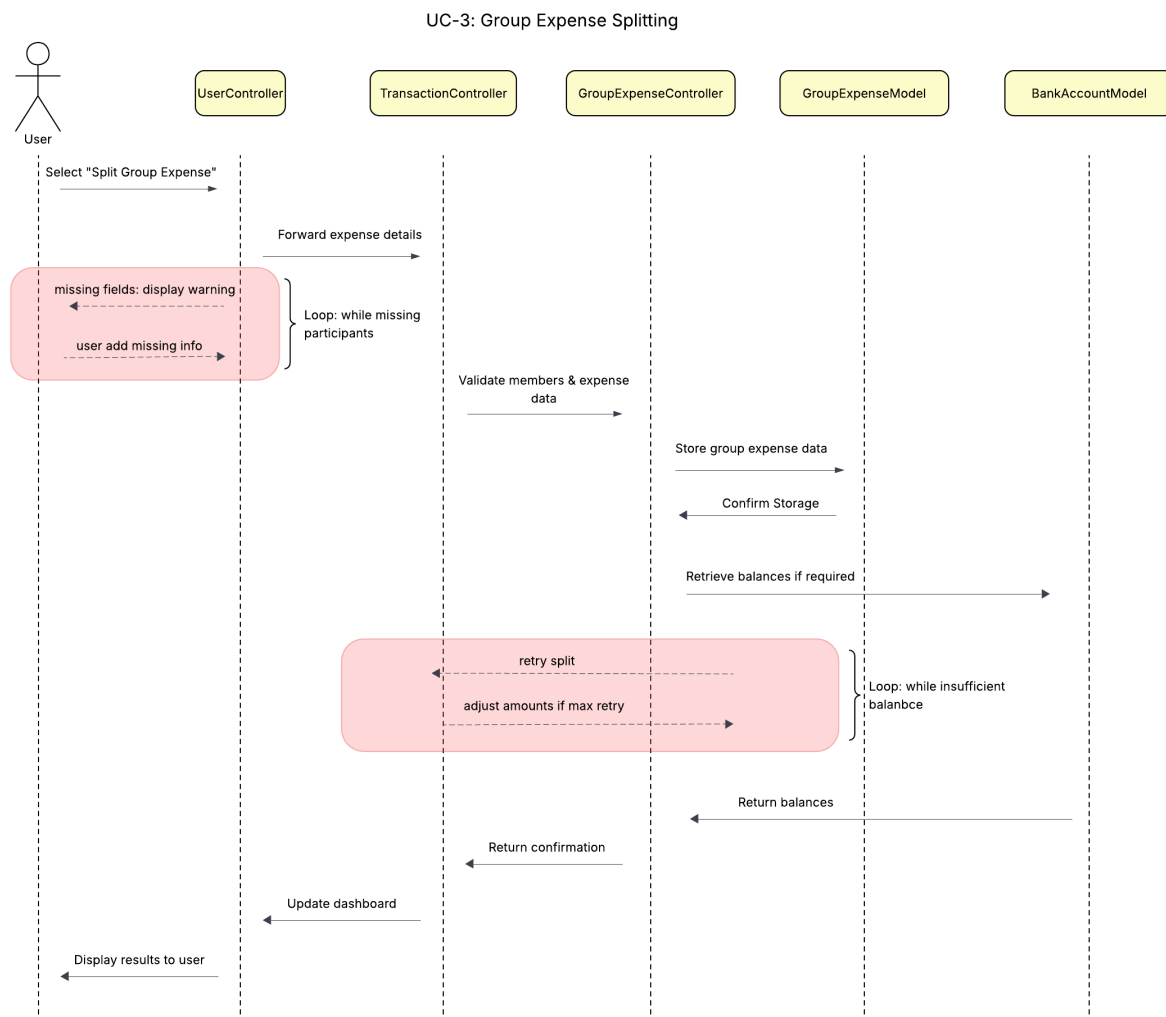 UC-3: Group Expense Splitting
UserController
TransactionController
GroupExpenseController
GroupExpenseModel
BankAccountModel
User
Select "Split Group Expense"
Forward expense details
missing fields: display warning
Loop: while missing
participants
user add missing info
Validate members & expense
data
Store group expense data
Confirm Storage
Retrieve balances if required
retry split
adjust amounts if max retry
Loop: while insufficient
balanbce
Return balances
Return confirmation
Update dashboard
Display results to user